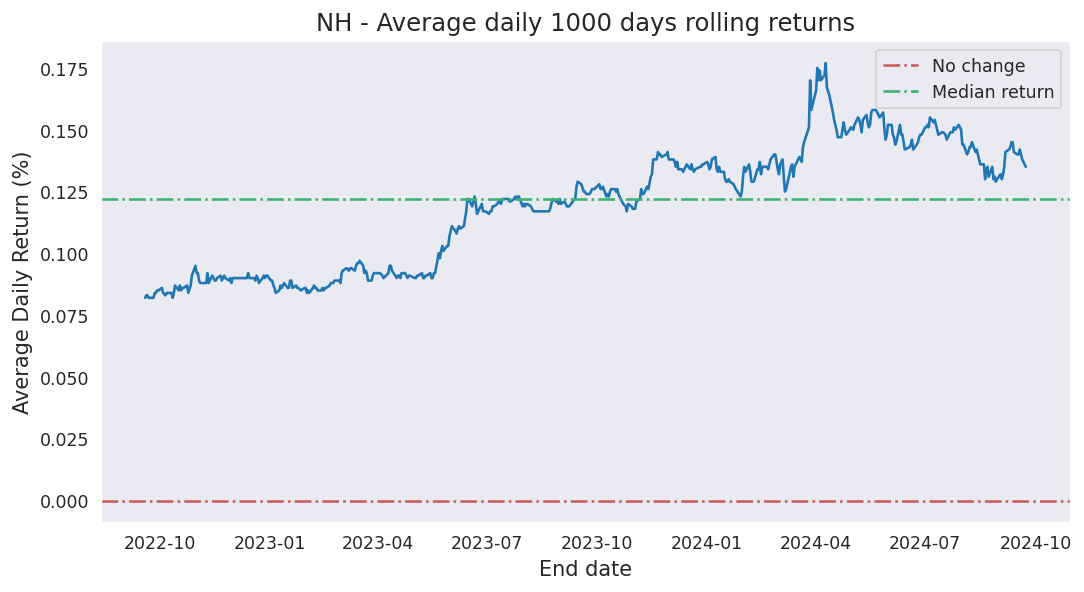 NH - Average daily 1000 days rolling returns
No change
Median return
Average Daily Return (%)
0.175
0.150
0.125
0.100
0.075
0.050
0.025
0.000
2022-10 2023-01 2023-04 2023-07 2023-10 2024-01 2024-04 2024-07 2024-10
End date